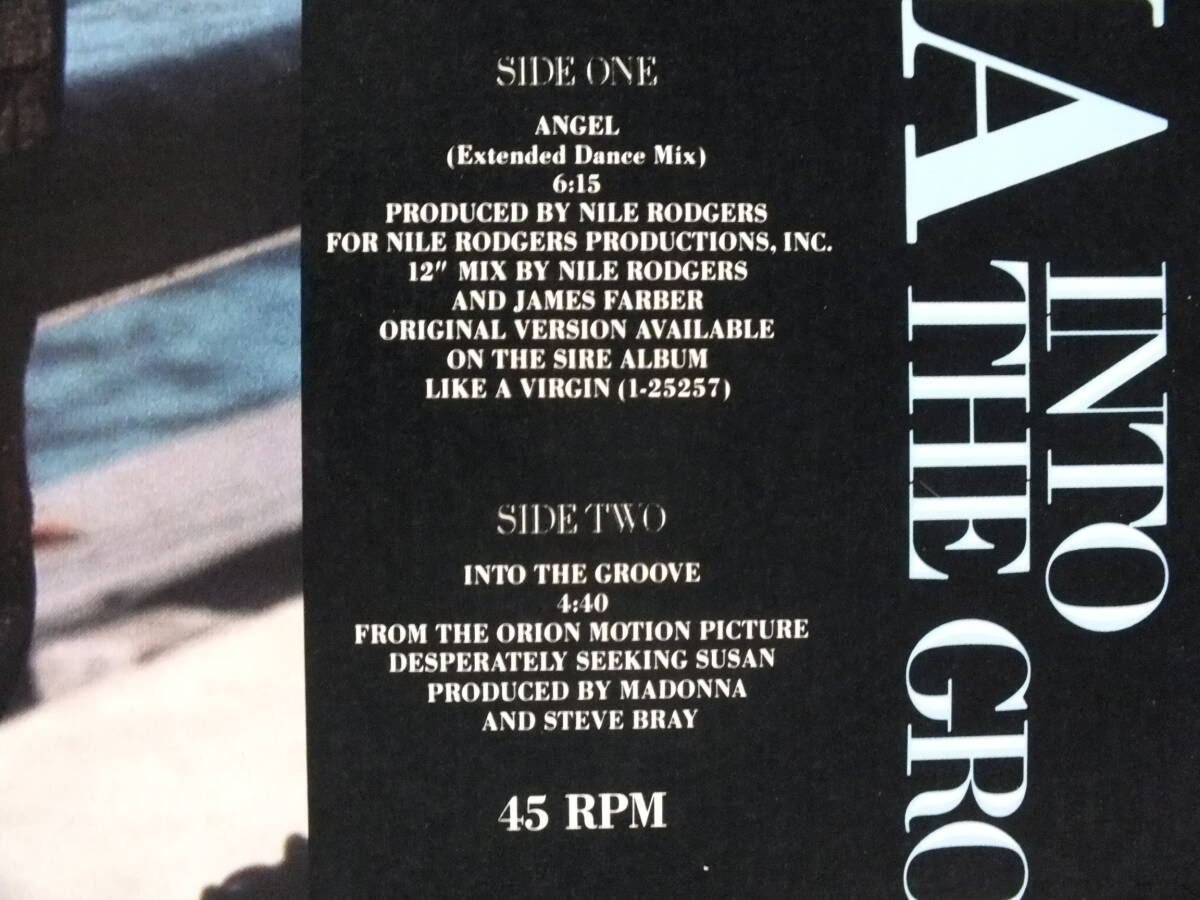 SIDE ONE
ANGEL
(Extended Dance Mix)
6:15
PRODUCED BY NILE RODGERS
FOR NILE RODGERS PRODUCTIONS, INC.
12" MIX BY NILE RODGERS
AND JAMES FARBER
ORIGINAL VERSION AVAILABLE
ON THE SIRE ALBUM
LIKE A VIRGIN (1-25257)
SIDE TWO
INTO THE GROOVE
4:40
FROM THE ORION MOTION PICTURE
DESPERATELY SEEKING SUSAN
PRODUCED BY MADONNA
AND STEVE BRAY
45 RPM
INTO
THE GRO
A